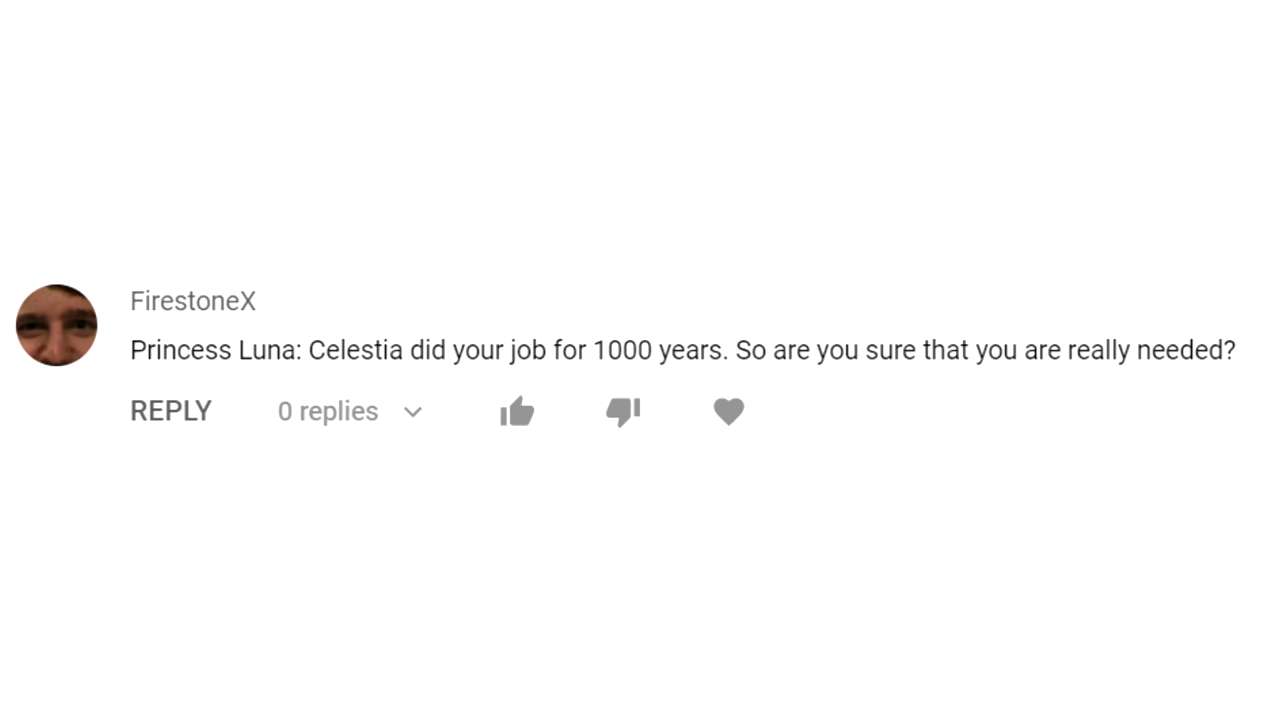 FirestoneX
Princess Luna: Celestia did your job for 1000 years. So are you sure that you are really needed?
REPLY 0 replies